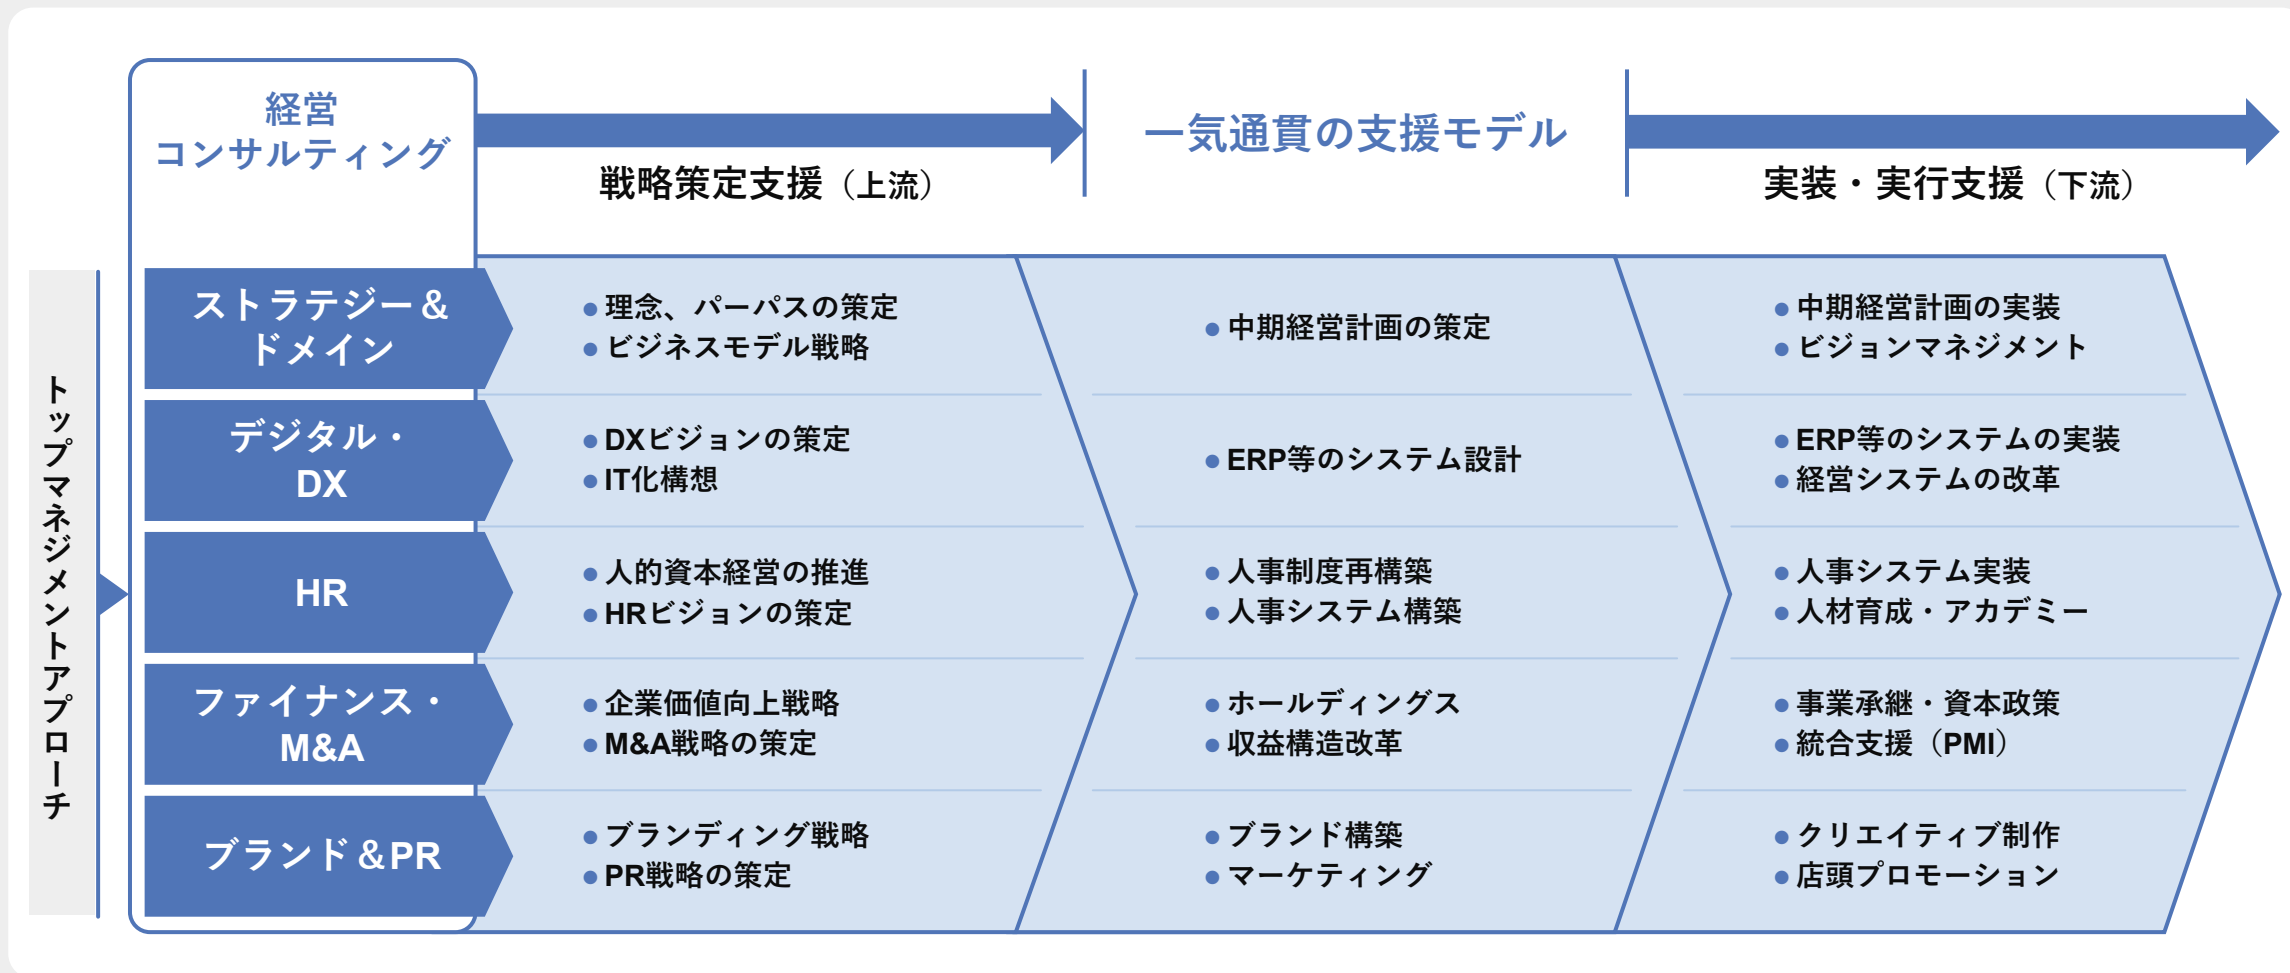 経営
コンサルティング
戦略策定支援（上流）
一気通貫の支援モデル
実装・実行支援（下流）
トップマネジメントアプローチ
ストラテジー＆
ドメイン
●理念、パーパスの策定
●ビジネスモデル戦略
●中期経営計画の策定
●中期経営計画の実装
●ビジョンマネジメント
デジタル・
DX
●DXビジョンの策定
●IT化構想
●ERP等のシステム設計
●ERP等のシステムの実装
●経営システムの改革
HR
●人的資本経営の推進
●HRビジョンの策定
●人事制度再構築
●人事システム構築
●人事システム実装
●人材育成・アカデミー
ファイナンス・
M&A
●企業価値向上戦略
●M&A戦略の策定
●ホールディングス
●収益構造改革
●事業承継・資本政策
●統合支援（PMI）
ブランド＆PR
●ブランディング戦略
●PR戦略の策定
●ブランド構築
●マーケティング
●クリエイティブ制作
●店頭プロモーション